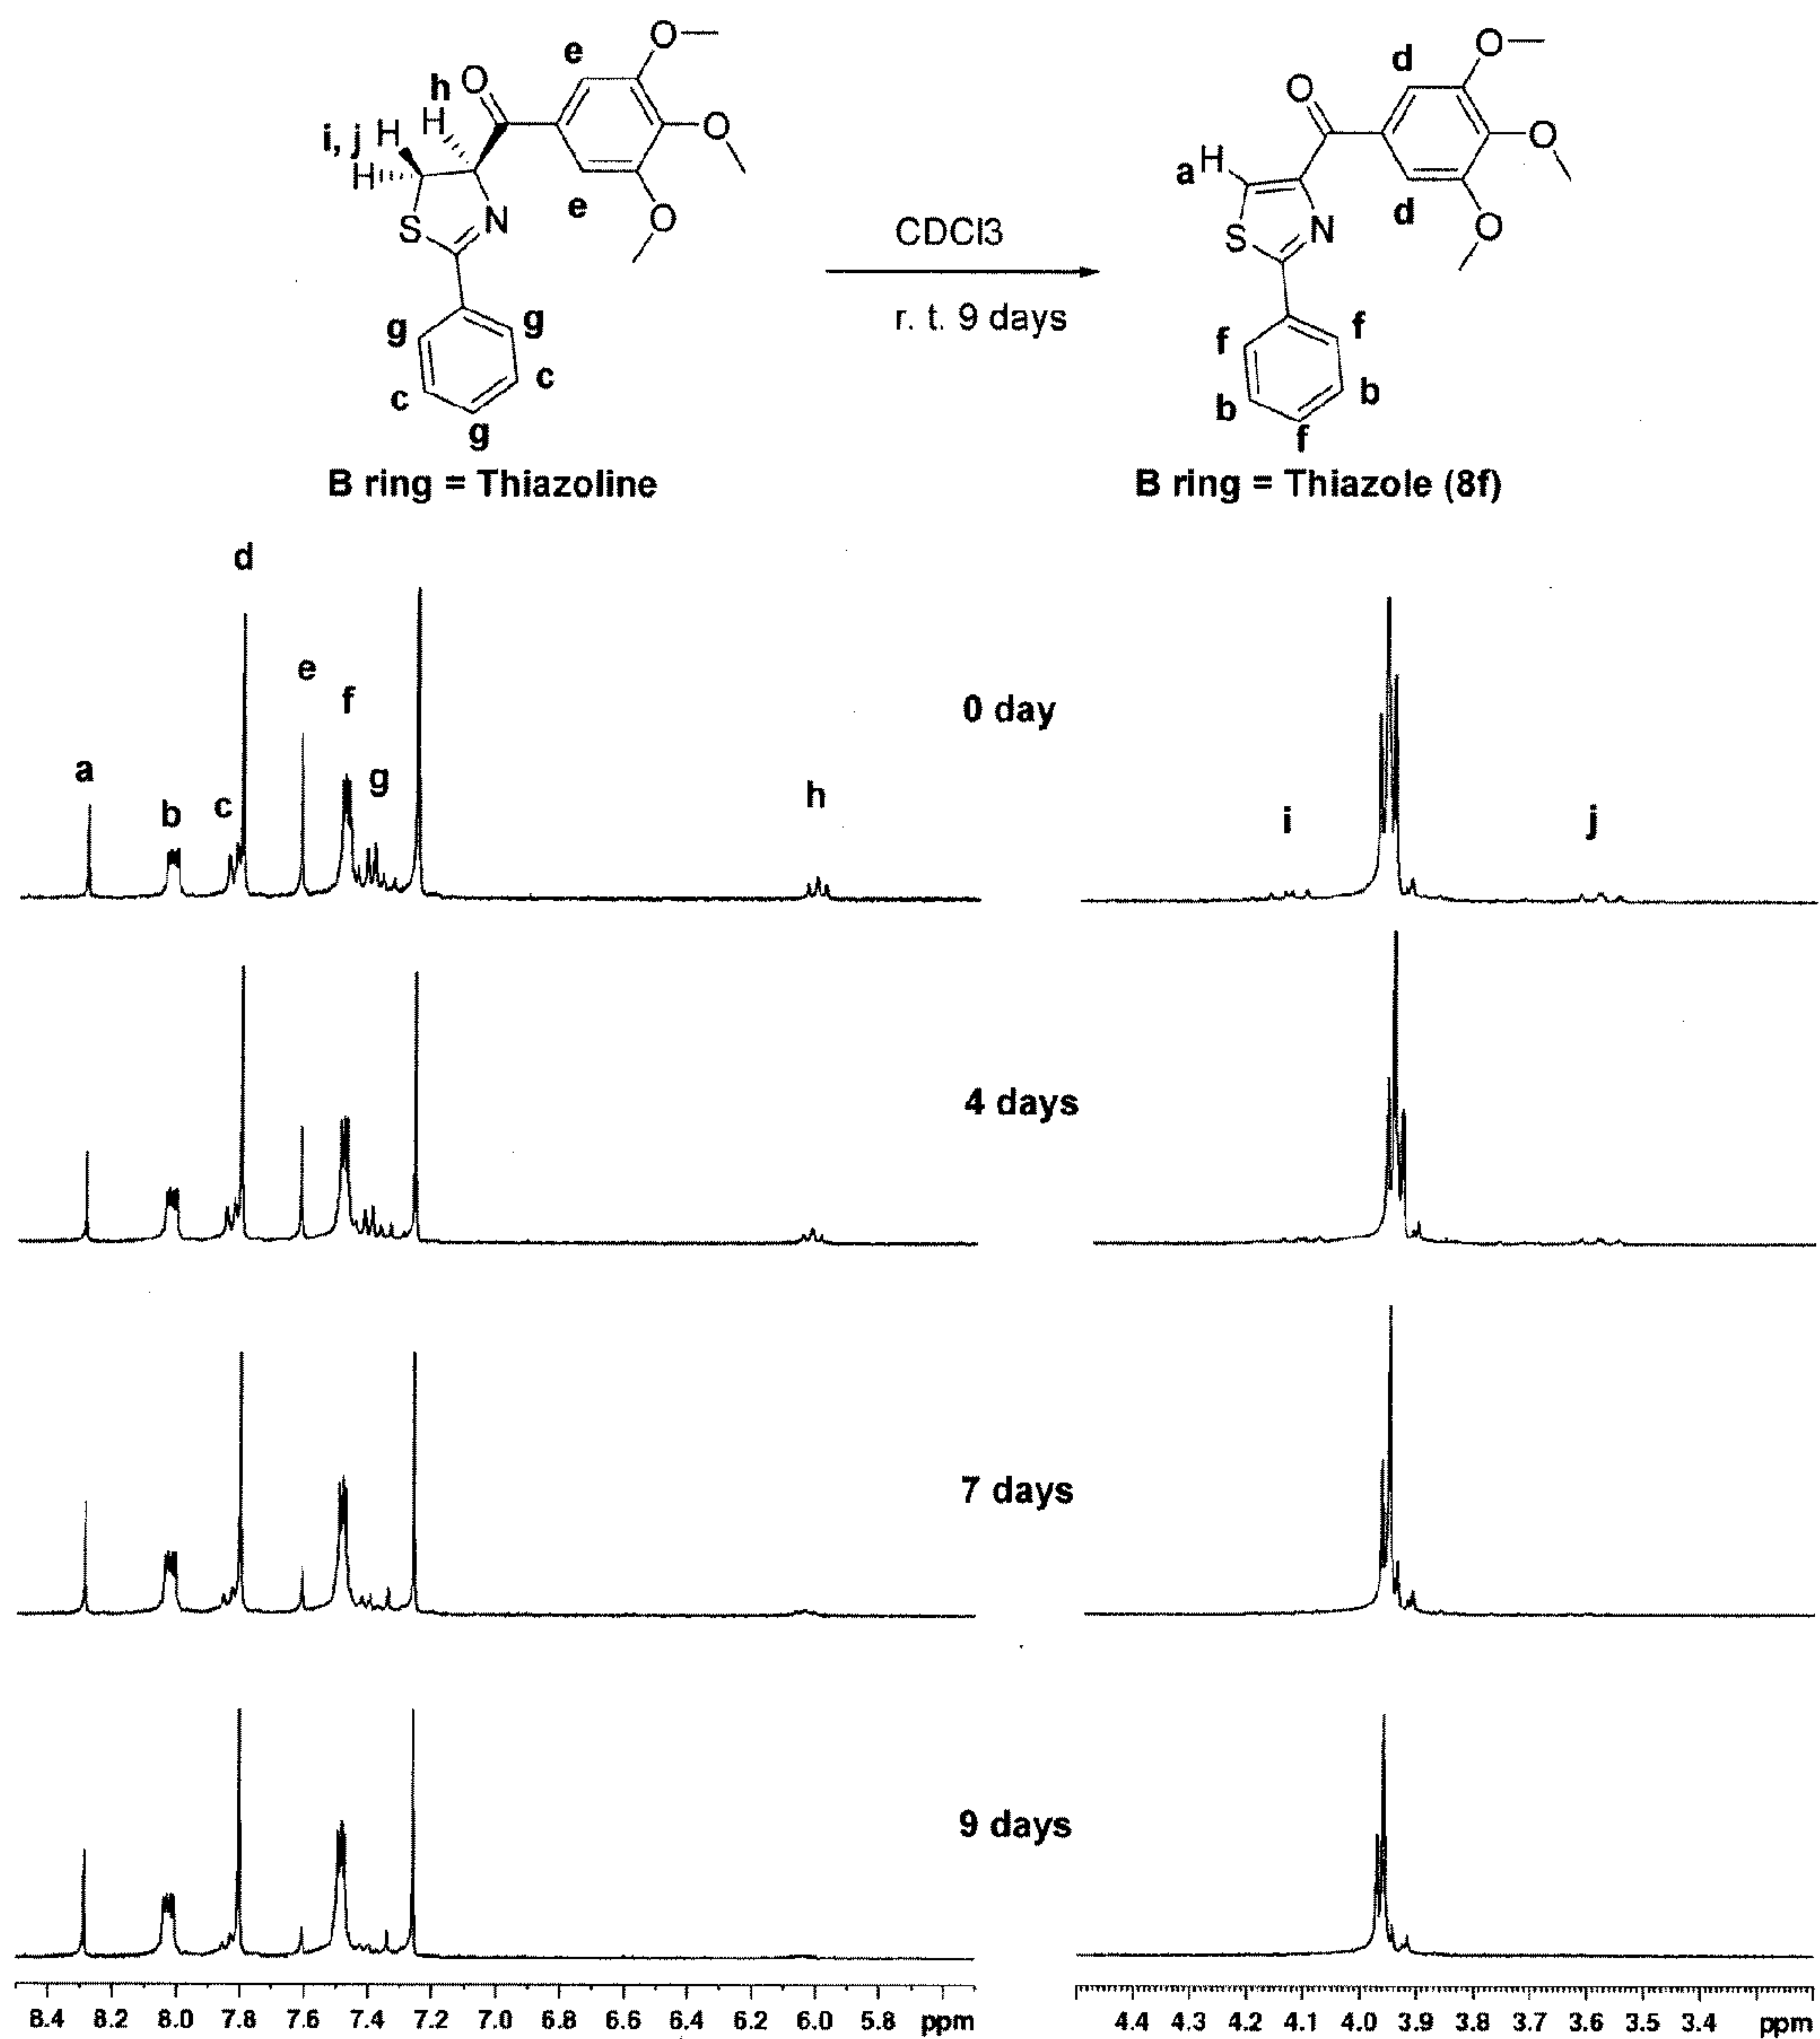 e
O
h
O
H
i, j
H
H
O
S
N
e
O
g
g
c
c
g
B ring = Thiazoline
CDCl3
r. t. 9 days
d
O
O
a
H
O
S
N
d
O
f
f
b
b
f
B ring = Thiazole (8f)
d
e
f
a
b
c
g
h
0 day
i
j
4 days
7 days
9 days
8.4 8.2 8.0 7.8 7.6 7.4 7.2 7.0 6.8 6.6 6.4 6.2 6.0 5.8 ppm
4.4 4.3 4.2 4.1 4.0 3.9 3.8 3.7 3.6 3.5 3.4 ppm